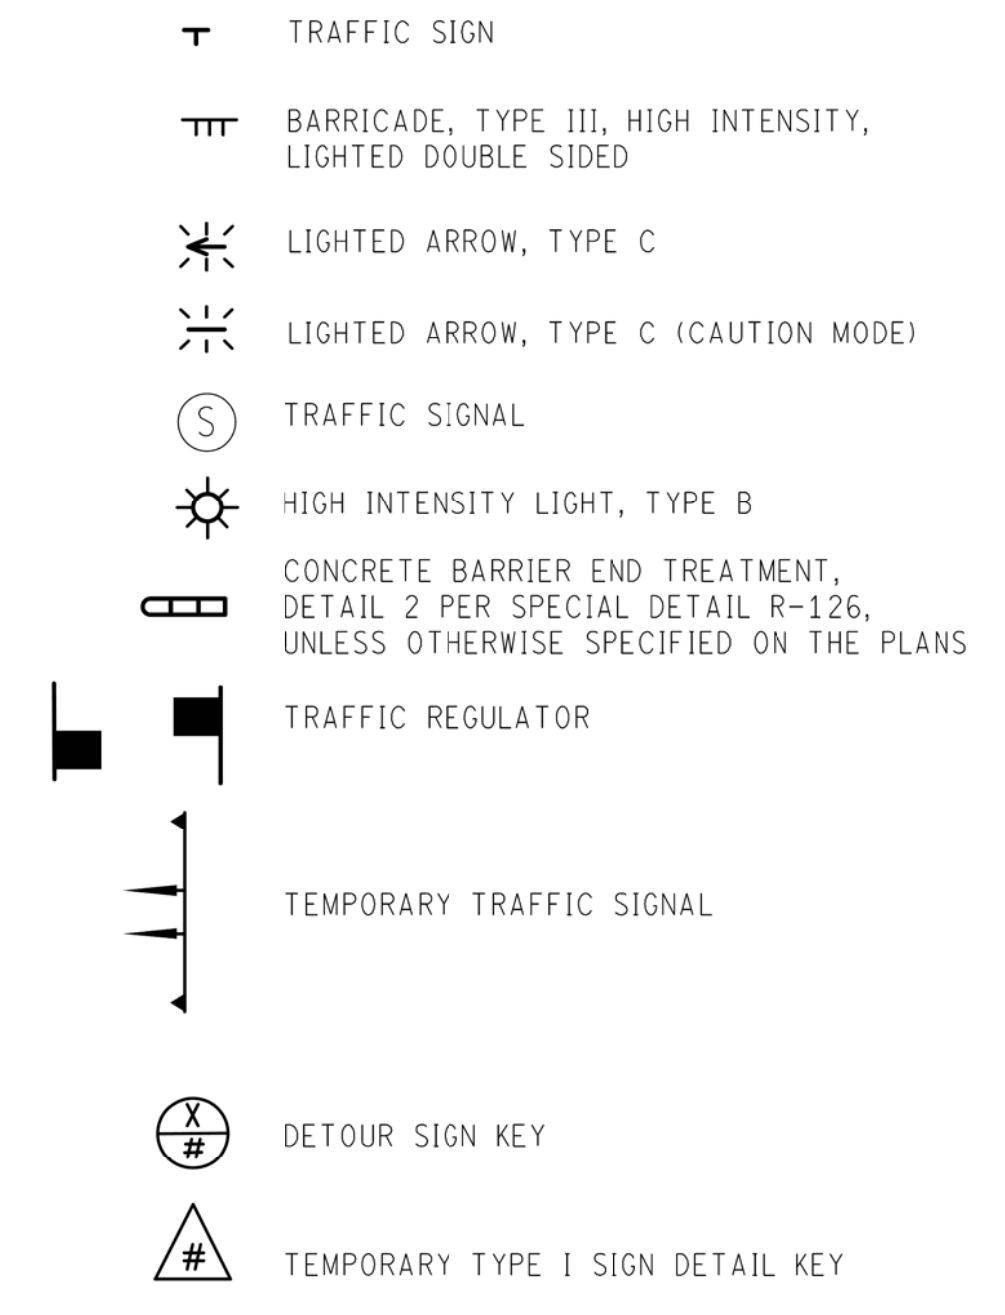 TRAFFIC SIGN
BARRICADE, TYPE III, HIGH INTENSITY,
LIGHTED DOUBLE SIDED
LIGHTED ARROW, TYPE C
LIGHTED ARROW, TYPE C (CAUTION MODE)
S TRAFFIC SIGNAL
HIGH INTENSITY LIGHT, TYPE B
CONCRETE BARRIER END TREATMENT,
DETAIL 2 PER SPECIAL DETAIL R-126,
UNLESS OTHERWISE SPECIFIED ON THE PLANS
TRAFFIC REGULATOR
TEMPORARY TRAFFIC SIGNAL
X
#
DETOUR SIGN KEY
#
TEMPORARY TYPE I SIGN DETAIL KEY